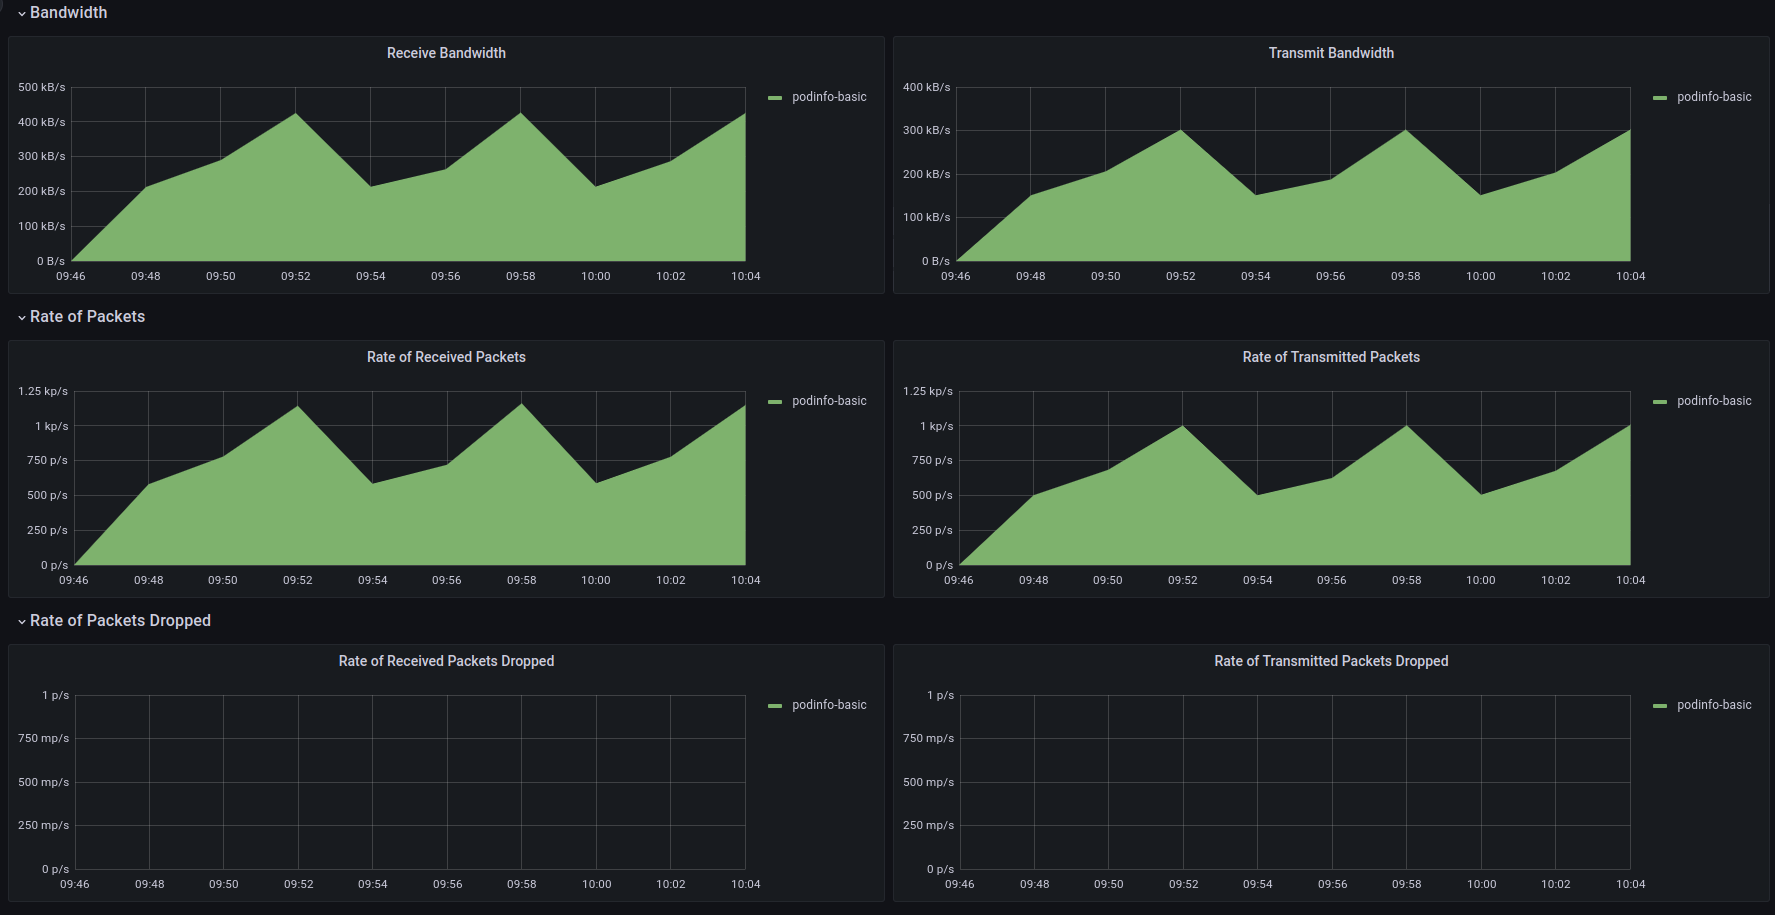 Bandwidth
Receive Bandwidth
500 kB/s
400 kB/s
300 kB/s
200 kB/s
100 kB/s
0 B/s
09:46 09:48 09:50 09:52 09:54 09:56 09:58 10:00 10:02 10:04
podinfo-basic
Transmit Bandwidth
400 kB/s
300 kB/s
200 kB/s
100 kB/s
0 B/s
09:46 09:48 09:50 09:52 09:54 09:56 09:58 10:00 10:02 10:04
podinfo-basic
Rate of Packets
Rate of Received Packets
1.25 kp/s
1 kp/s
750 p/s
500 p/s
250 p/s
0 p/s
09:46 09:48 09:50 09:52 09:54 09:56 09:58 10:00 10:02 10:04
podinfo-basic
Rate of Transmitted Packets
1.25 kp/s
1 kp/s
750 p/s
500 p/s
250 p/s
0 p/s
09:46 09:48 09:50 09:52 09:54 09:56 09:58 10:00 10:02 10:04
podinfo-basic
Rate of Packets Dropped
Rate of Received Packets Dropped
1 p/s
750 mp/s
500 mp/s
250 mp/s
0 p/s
09:46 09:48 09:50 09:52 09:54 09:56 09:58 10:00 10:02 10:04
podinfo-basic
Rate of Transmitted Packets Dropped
1 p/s
750 mp/s
500 mp/s
250 mp/s
0 p/s
09:46 09:48 09:50 09:52 09:54 09:56 09:58 10:00 10:02 10:04
podinfo-basic